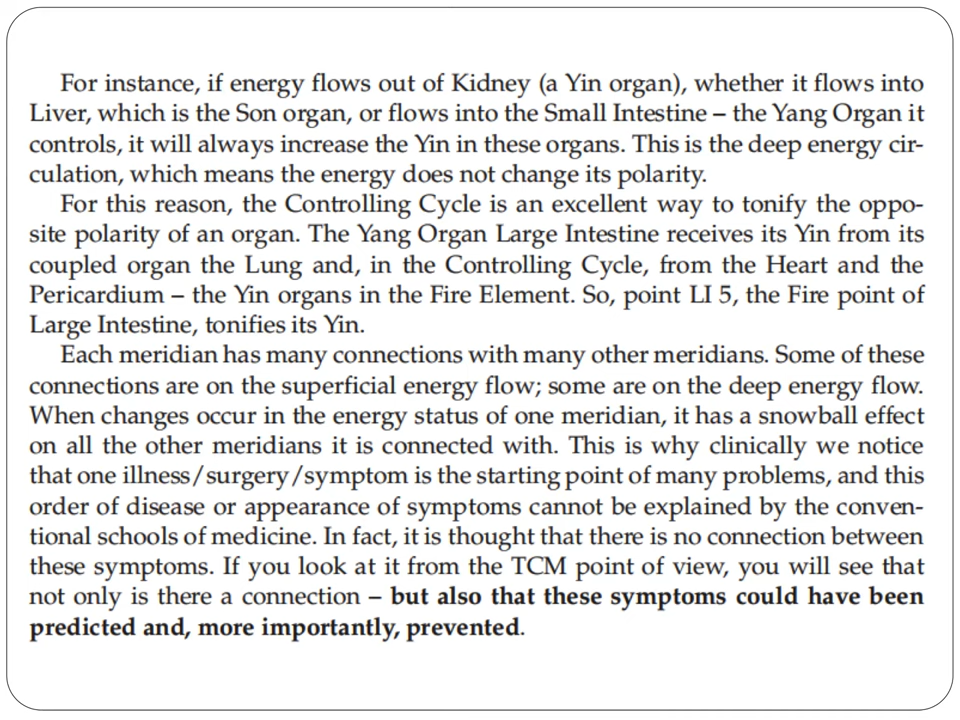 For instance, if energy flows out of Kidney (a Yin organ), whether it flows into
Liver, which is the Son organ, or flows into the Small Intestine – the Yang Organ it
controls, it will always increase the Yin in these organs. This is the deep energy cir-
culation, which means the energy does not change its polarity.
For this reason, the Controlling Cycle is an excellent way to tonify the oppo-
site polarity of an organ. The Yang Organ Large Intestine receives its Yin from its
coupled organ the Lung and, in the Controlling Cycle, from the Heart and the
Pericardium – the Yin organs in the Fire Element. So, point LI 5, the Fire point of
Large Intestine, tonifies its Yin.
Each meridian has many connections with many other meridians. Some of these
connections are on the superficial energy flow; some are on the deep energy flow.
When changes occur in the energy status of one meridian, it has a snowball effect
on all the other meridians it is connected with. This is why clinically we notice
that one illness/surgery/symptom is the starting point of many problems, and this
order of disease or appearance of symptoms cannot be explained by the conven-
tional schools of medicine. In fact, it is thought that there is no connection between
these symptoms. If you look at it from the TCM point of view, you will see that
not only is there a connection – but also that these symptoms could have been
predicted and, more importantly, prevented.